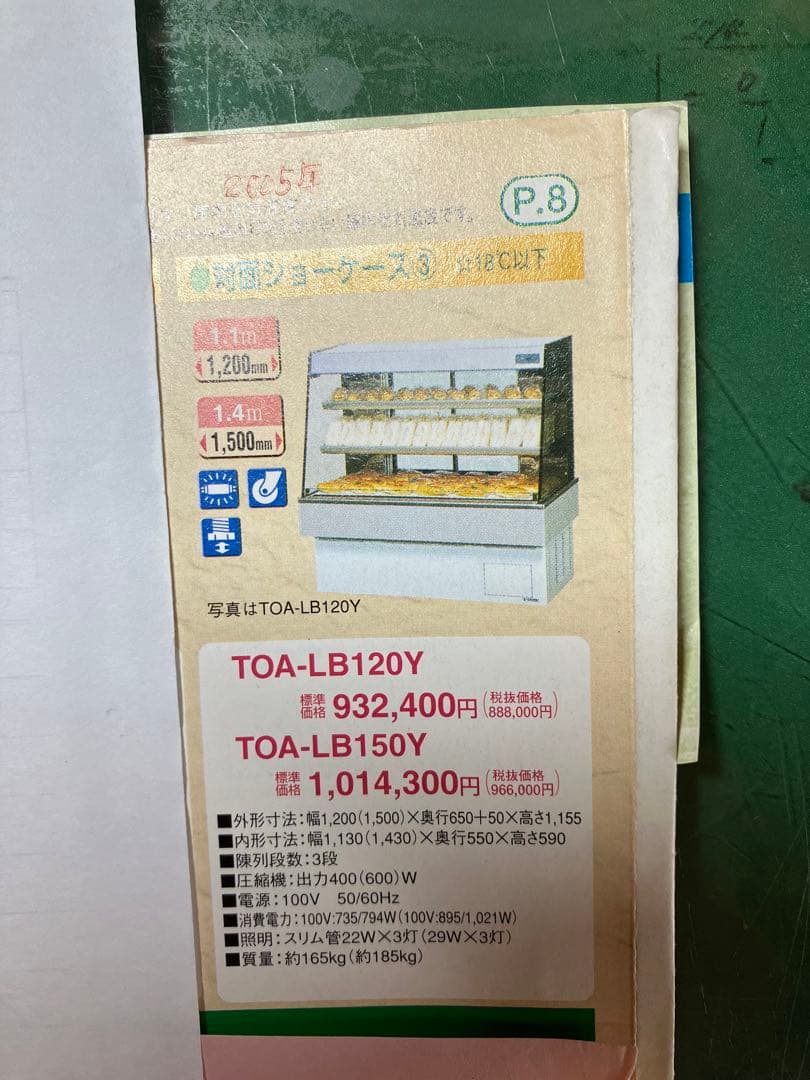 2005年
P.8
です。
●対面ショーケース③ ☆18℃以下
1.1m
1,200mm
1.4m
1,500mm
写真はTOA-LB120Y
TOA-LB120Y
標準価格 932,400円(税抜価格888,000円)
TOA-LB150Y
標準価格 1,014,300円(税抜価格966,000円)
■外形寸法:幅1,200(1,500)×奥行650+50×高さ1,155
■内形寸法:幅1,130(1,430)×奥行550×高さ590
■陳列段数:3段
■圧縮機:出力400(600)W
■電源:100V 50/60Hz
■消費電力:100V:735/794W(100V:895/1,021W)
■照明:スリム管22W×3灯(29W×3灯)
■質量:約165kg(約185kg)